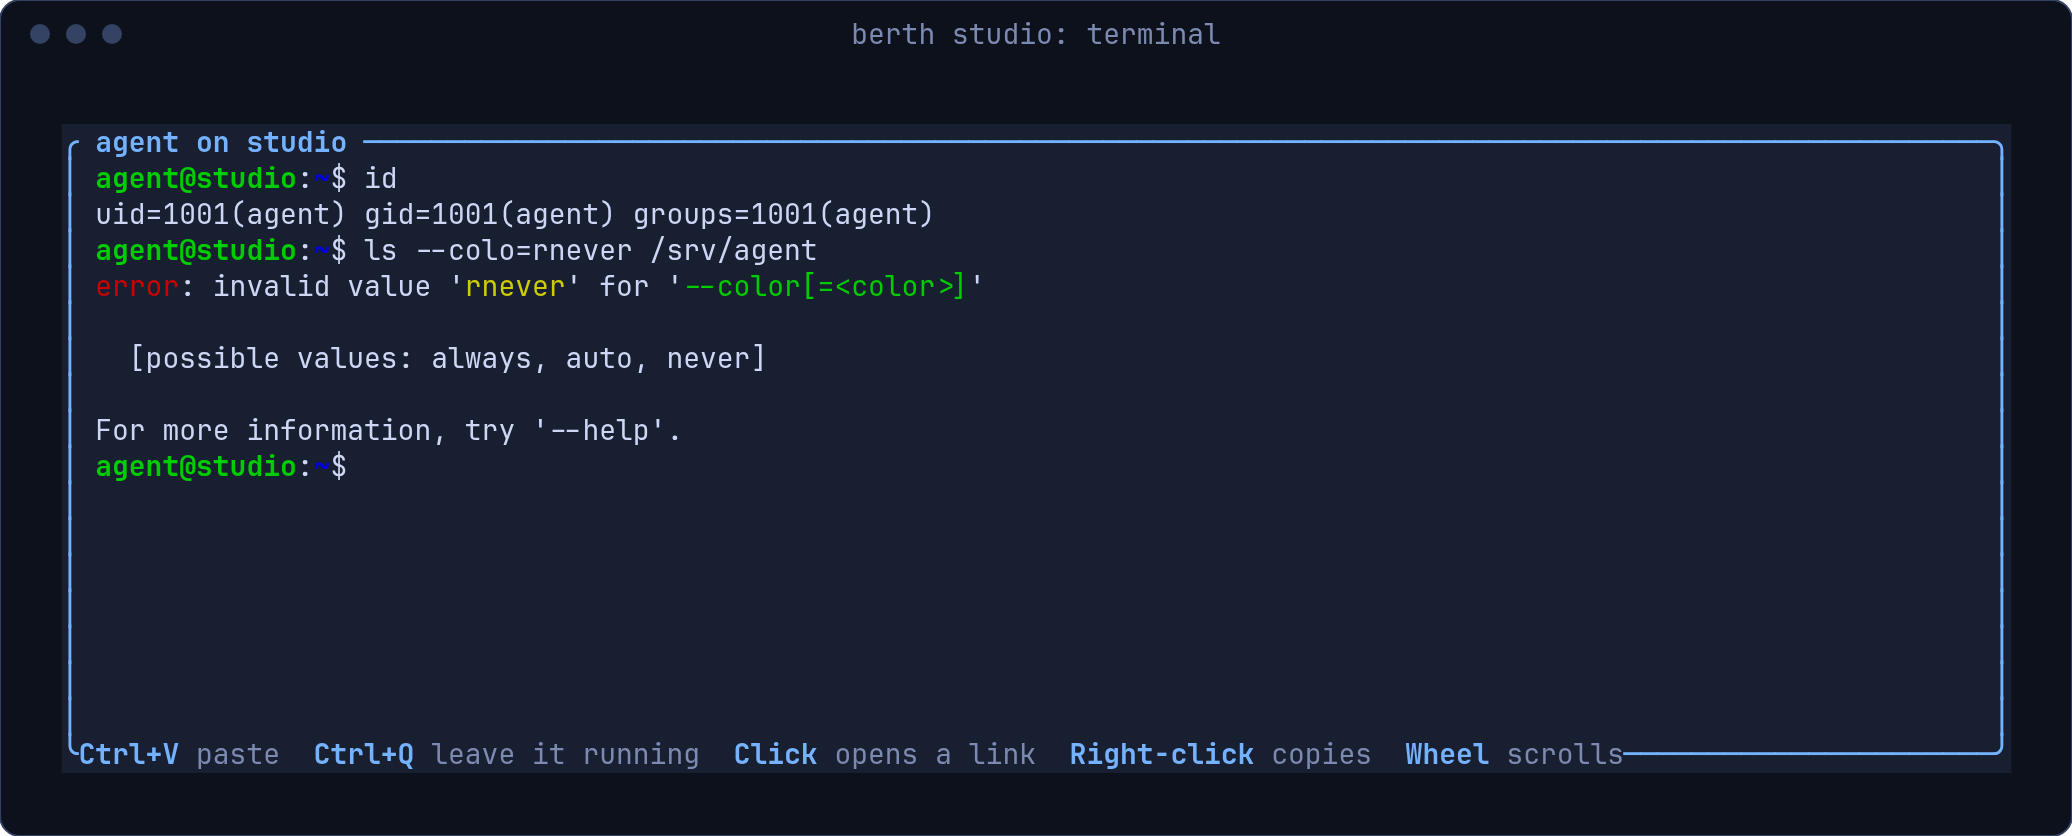 berth studio: terminal
agent on studio
agent@studio:~$ id
uid=1001(agent) gid=1001(agent) groups=1001(agent)
agent@studio:~$ ls --colo=rnever /srv/agent
error: invalid value 'rnever' for '--color[=<color>]'
[possible values: always, auto, never]
For more information, try '--help'.
agent@studio:~$
Ctrl+V paste  Ctrl+Q leave it running  Click opens a link  Right-click copies  Wheel scrolls